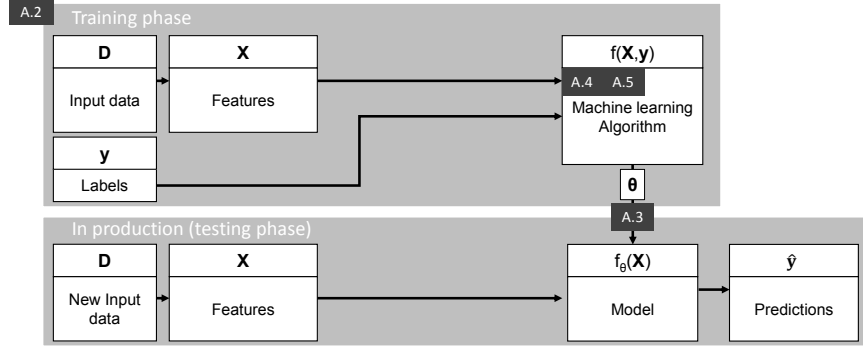 A.2
Training phase
D
Input data
X
Features
y
Labels
f(X,y)
A.4 A.5
Machine learning
Algorithm
θ
A.3
In production (testing phase)
D
New Input
data
X
Features
fθ(X)
Model
ŷ
Predictions